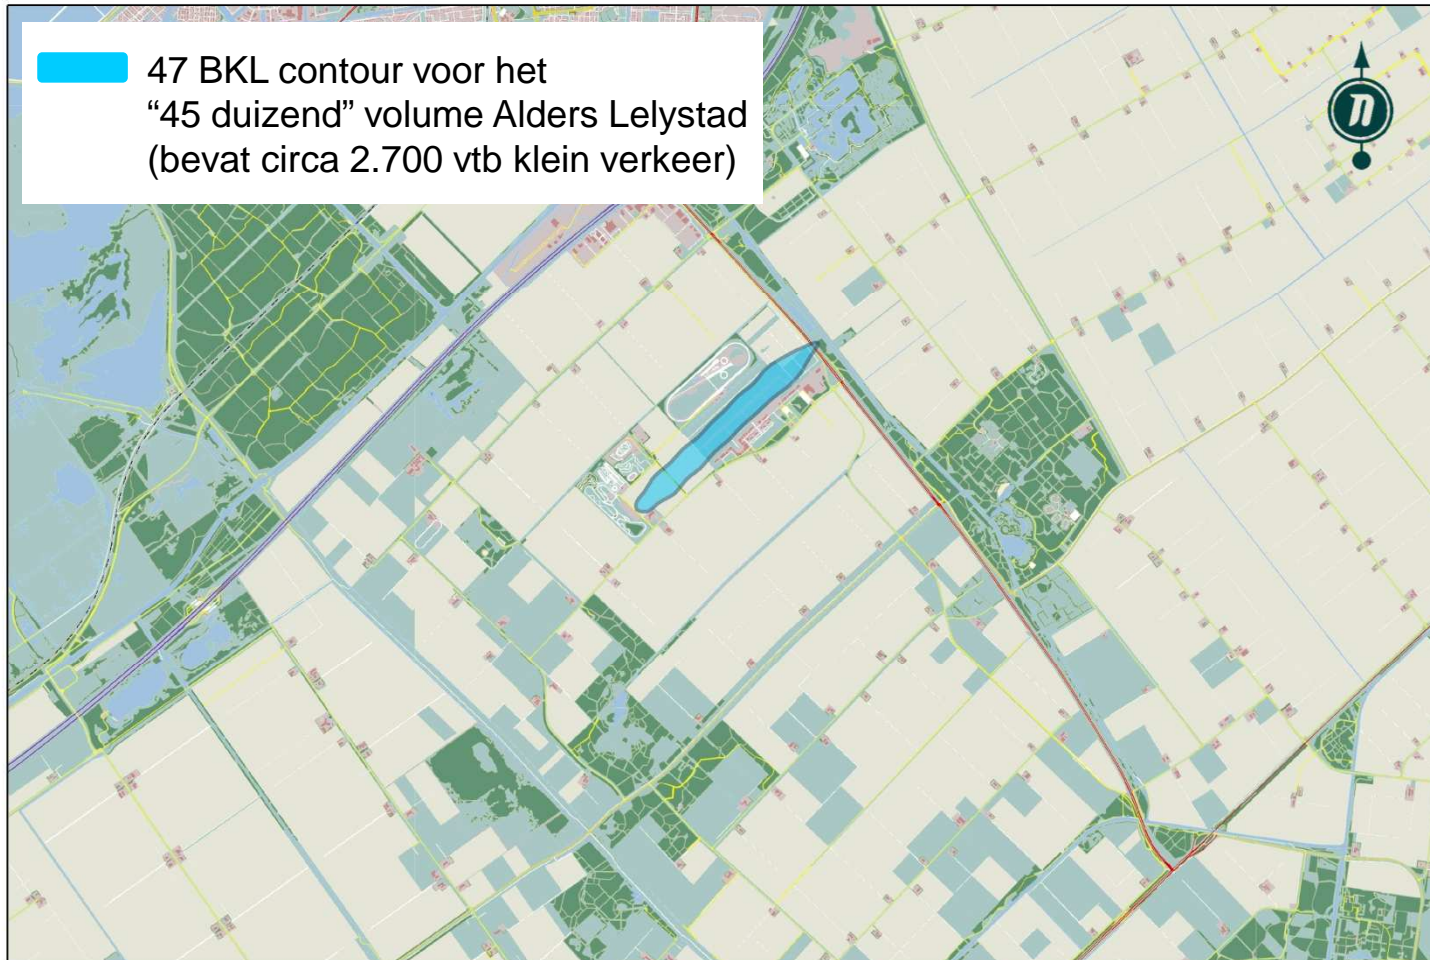 47 BKL contour voor het
“45 duizend” volume Alders Lelystad
(bevat circa 2.700 vtb klein verkeer)
n